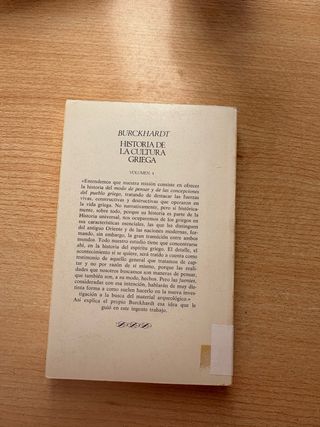 BURCKHARDT
HISTORIA DE
LA CULTURA
GRIEGA
VOLUMEN 4
«Entendemos que nuestra misión consiste en ofrecer
la historia del modo de pensar y de las concepciones
del pueblo griego, tratando de destacar las fuerzas
vivas, constructivas y destructivas que operaron en
la vida griega. No narrativamente, pero sí histórica-
mente, sobre todo, porque su historia es parte de la
Historia universal, nos ocuparemos de los griegos en
sus características esenciales, las que los distinguen
del antiguo Oriente y de las naciones modernas, for-
mando, sin embargo, la gran transición entre ambos
mundos. Todo nuestro estudio tiene que concentrarse
ahí, en la historia del espíritu griego. El detalle, el
acontecimiento si se quiere, será traído a cuento como
testimonio de aquello general que tratamos de cap-
tar y no por razón de sí mismo, porque las reali-
dades que nosotros buscamos son maneras de pensar,
que también son, a su modo, hechos. Pero las fuentes,
consideradas con esa intención, hablarán de muy dis-
tinta forma a como suelen hacerlo en la nueva inves-
tigación a la busca del material arqueológico.»
Así explica el propio Burckhardt esa idea que le
guió en este ingente trabajo.